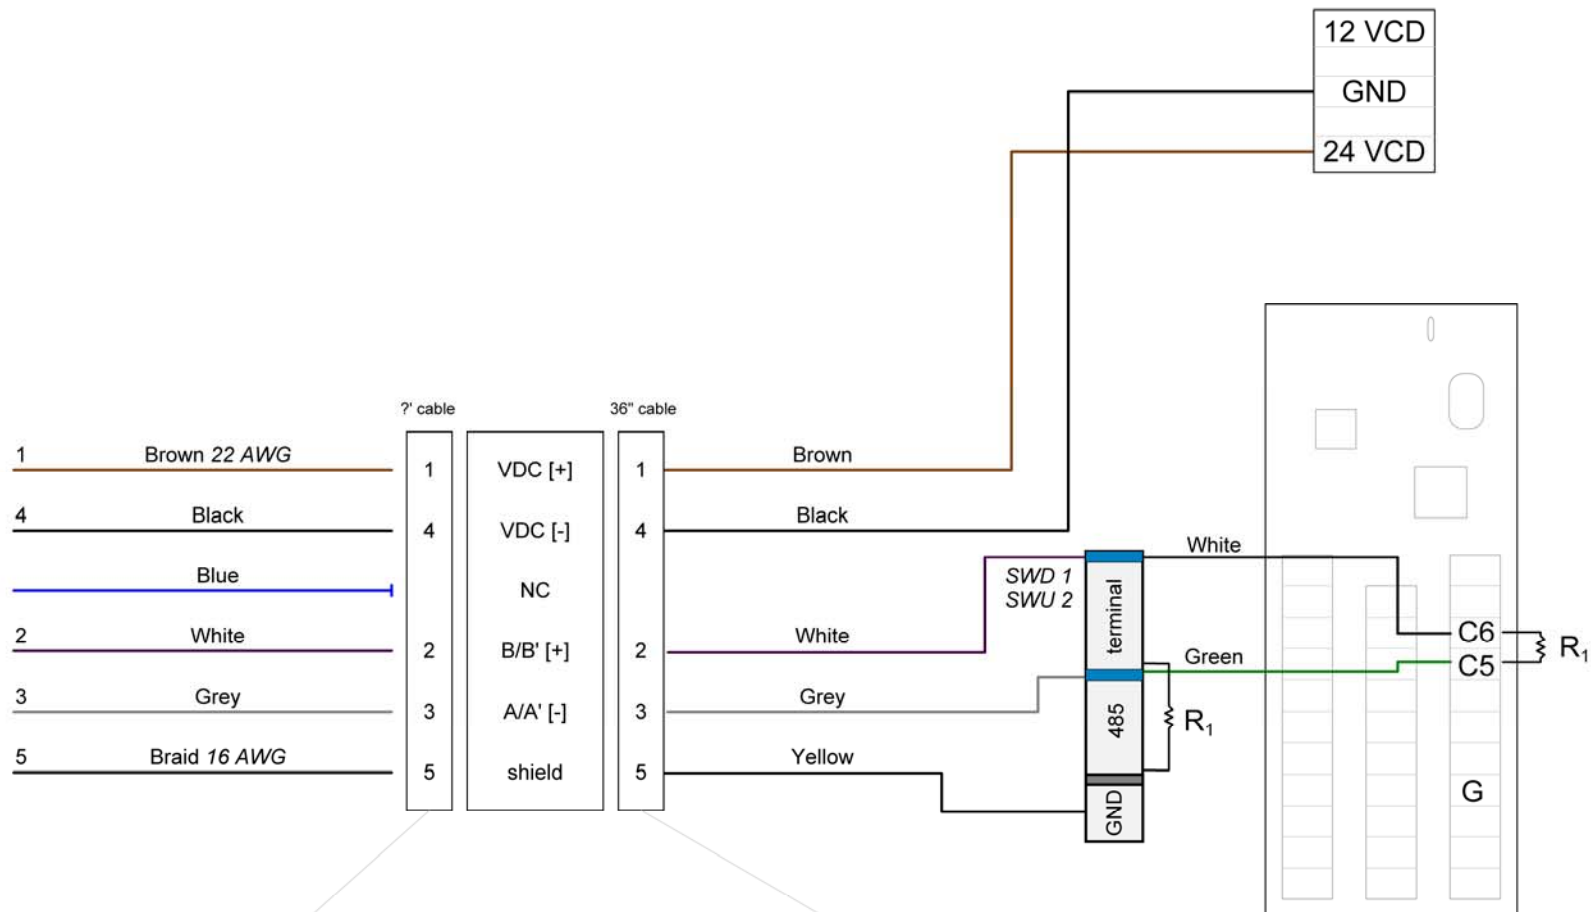 12 VCD
GND
24 VCD
?' cable
36" cable
1 Brown 22 AWG 1 VDC [+] 1 Brown
4 Black 4 VDC [-] 4 Black
Blue NC
2 White 2 B/B' [+] 2 White
3 Grey 3 A/A' [-] 3 Grey
5 Braid 16 AWG 5 shield 5 Yellow
SWD 1
SWU 2
terminal
485
GND
White
Green
R1
C6
C5
R1
G